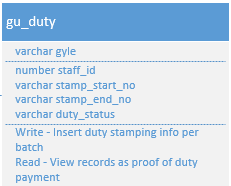 gu_duty
varchar gyle
number staff_id
varchar stamp_start_no
varchar stamp_end_no
varchar duty_status
Write - Insert duty stamping info per
batch
Read - View records as proof of duty
payment